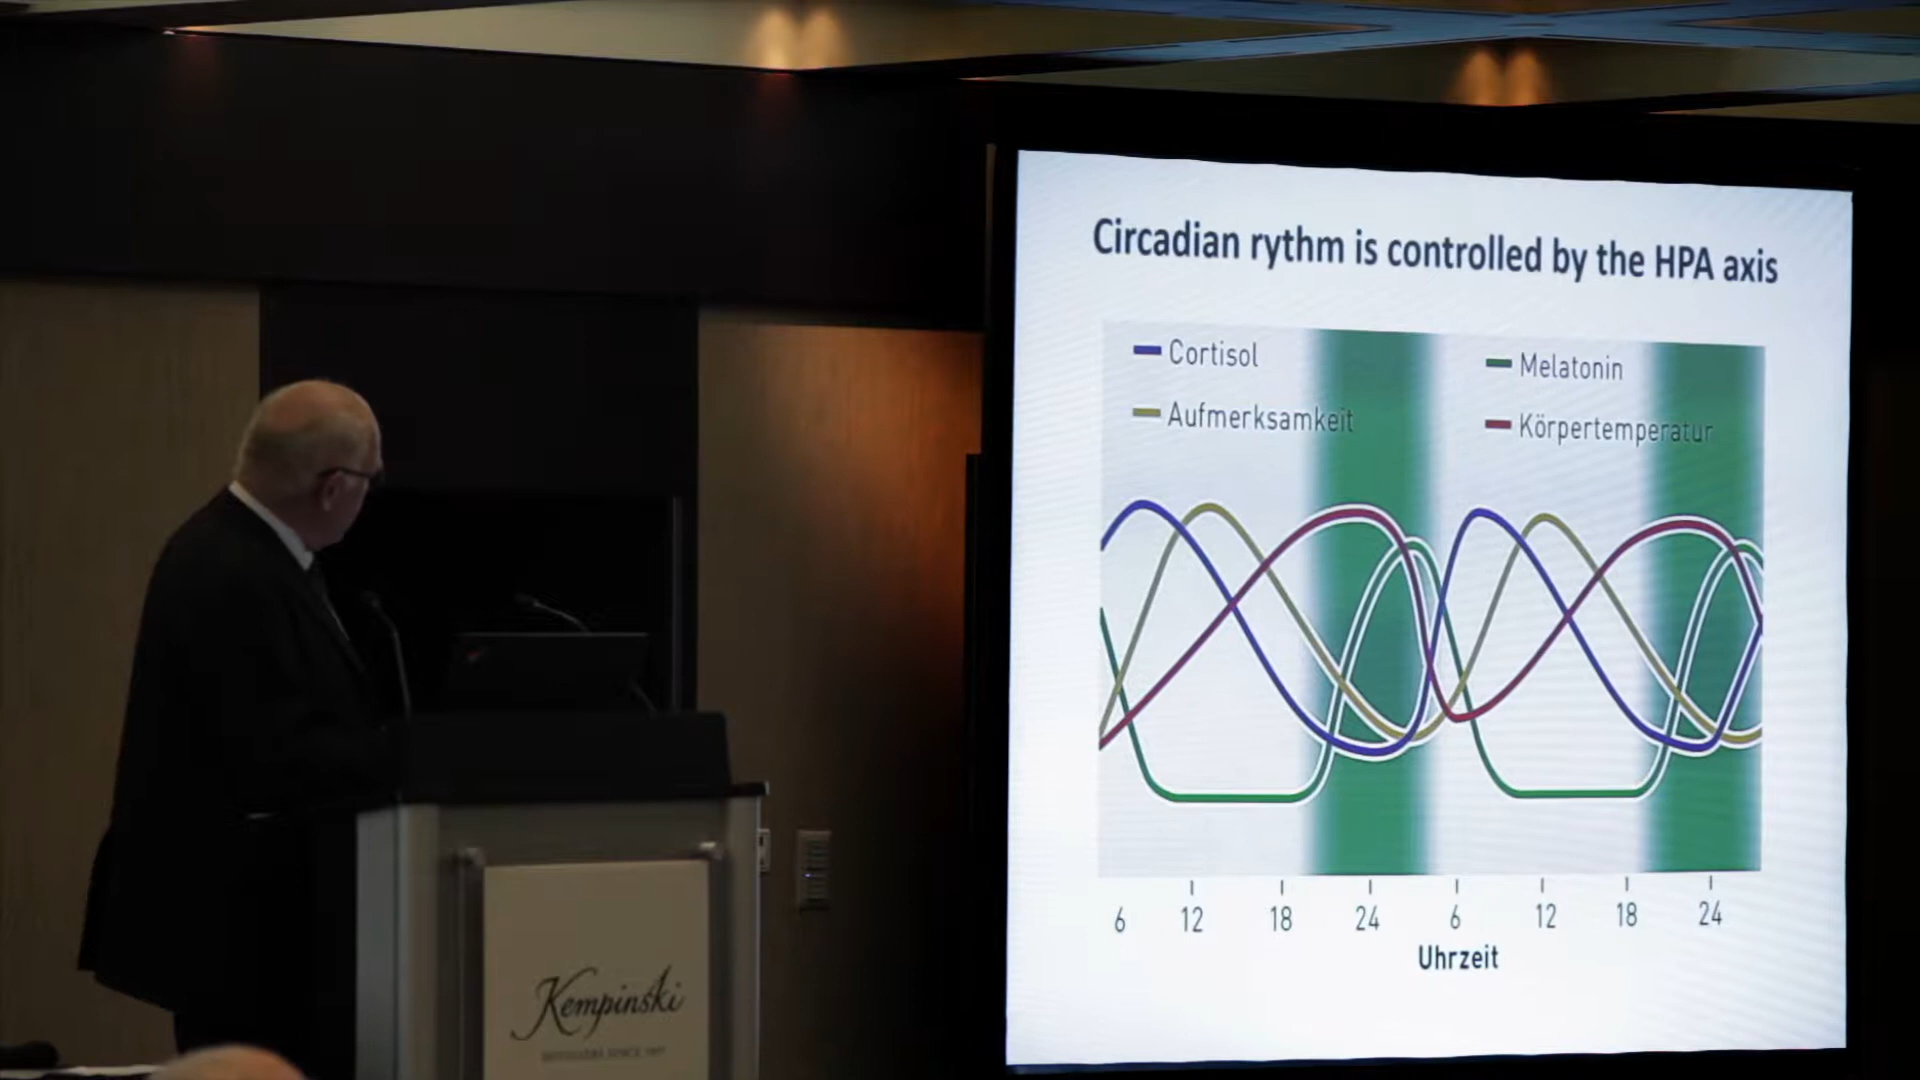 Circadian rythm is controlled by the HPA axis
Cortisol
Melatonin
Aufmerksamkeit
Körpertemperatur
6 12 18 24 6 12 18 24
Uhrzeit
Kempinski